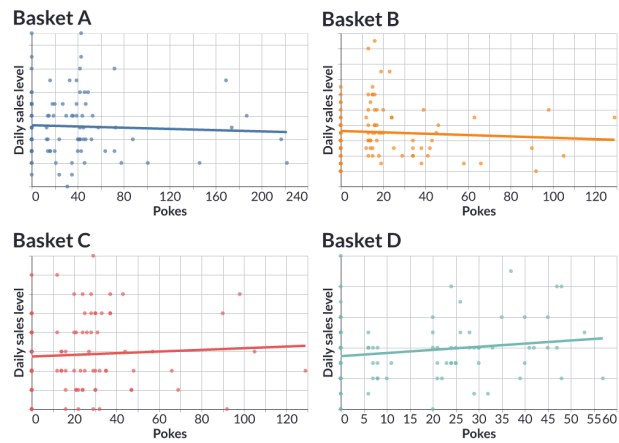 Basket A
Daily sales level
0 40 80 120 160 200 240
Pokes
Basket B
Daily sales level
0 20 40 60 80 100 120
Pokes
Basket C
Daily sales level
0 20 40 60 80 100 120
Pokes
Basket D
Daily sales level
0 5 10 15 20 25 30 35 40 45 50 55 60
Pokes